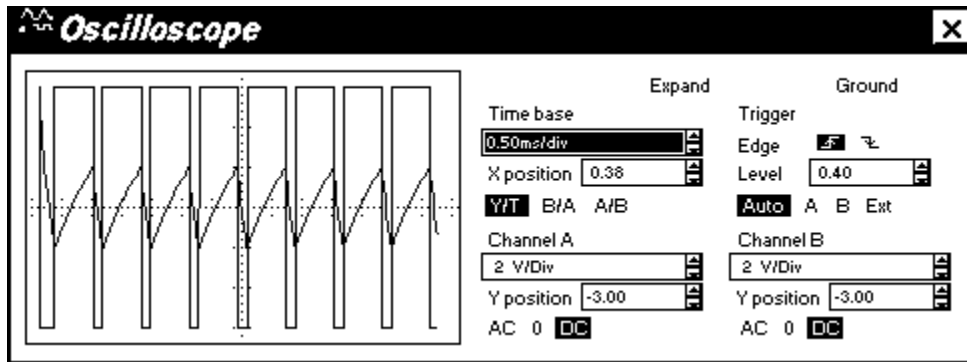 Oscilloscope
Expand Ground
Time base Trigger
0.50ms/div Edge
X position 0.38 Level 0.40
Y/T B/A A/B Auto A B Ext
Channel A Channel B
2 V/Div 2 V/Div
Y position -3.00 Y position -3.00
AC 0 DC AC 0 DC